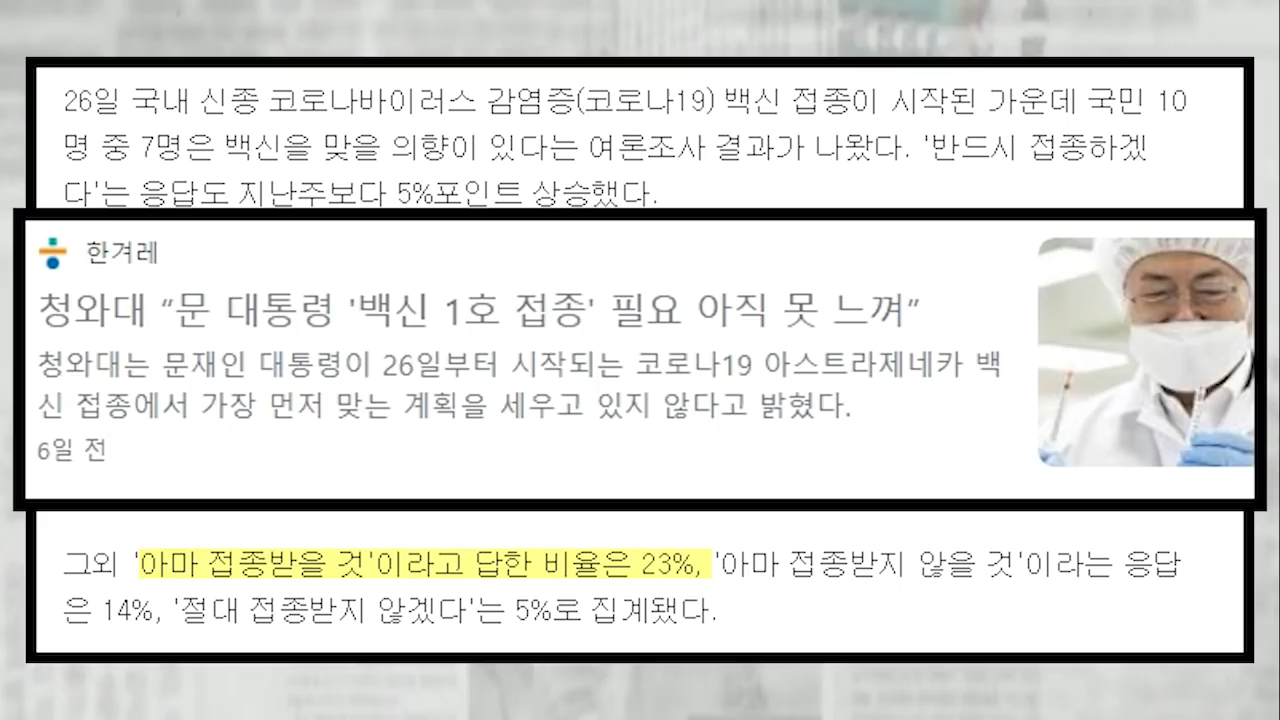 26일 국내 신종 코로나바이러스 감염증(코로나19) 백신 접종이 시작된 가운데 국민 10
명 중 7명은 백신을 맞을 의향이 있다는 여론조사 결과가 나왔다. '반드시 접종하겠
다'는 응답도 지난주보다 5%포인트 상승했다.
한겨레
청와대 “문 대통령 '백신 1호 접종' 필요 아직 못 느껴”
청와대는 문재인 대통령이 26일부터 시작되는 코로나19 아스트라제네카 백
신 접종에서 가장 먼저 맞는 계획을 세우고 있지 않다고 밝혔다.
6일 전
그외 '아마 접종받을 것'이라고 답한 비율은 23%, '아마 접종받지 않을 것'이라는 응답
은 14%, '절대 접종받지 않겠다'는 5%로 집계됐다.